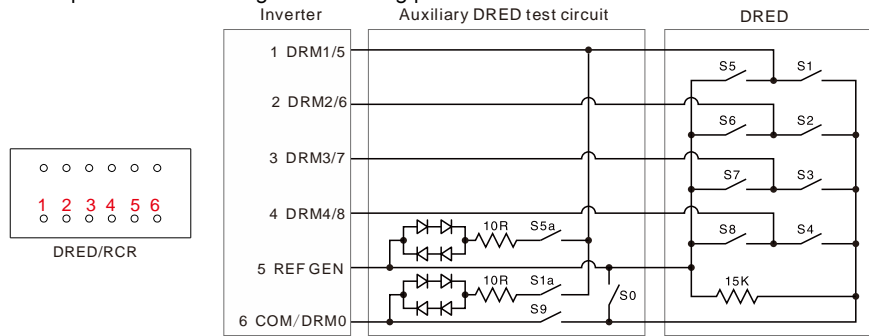 Inverter
Auxiliary DRED test circuit
DRED
1 DRM1/5
S5
S1
2 DRM2/6
S6
S2
3 DRM3/7
S7
S3
4 DRM4/8
S8
S4
10R
S5a
5 REF GEN
10R
S1a
S0
15K
S9
6 COM/DRM0
1 2 3 4 5 6
DRED/RCR